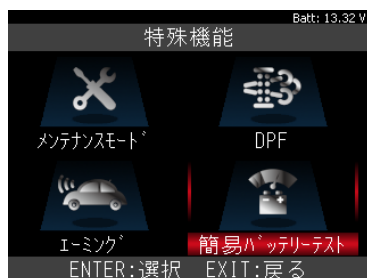 Batt: 13.32 V
特殊機能
メンテナンスモード
DPF
エーミング
簡易バッテリーテスト
ENTER:選択 EXIT:戻る